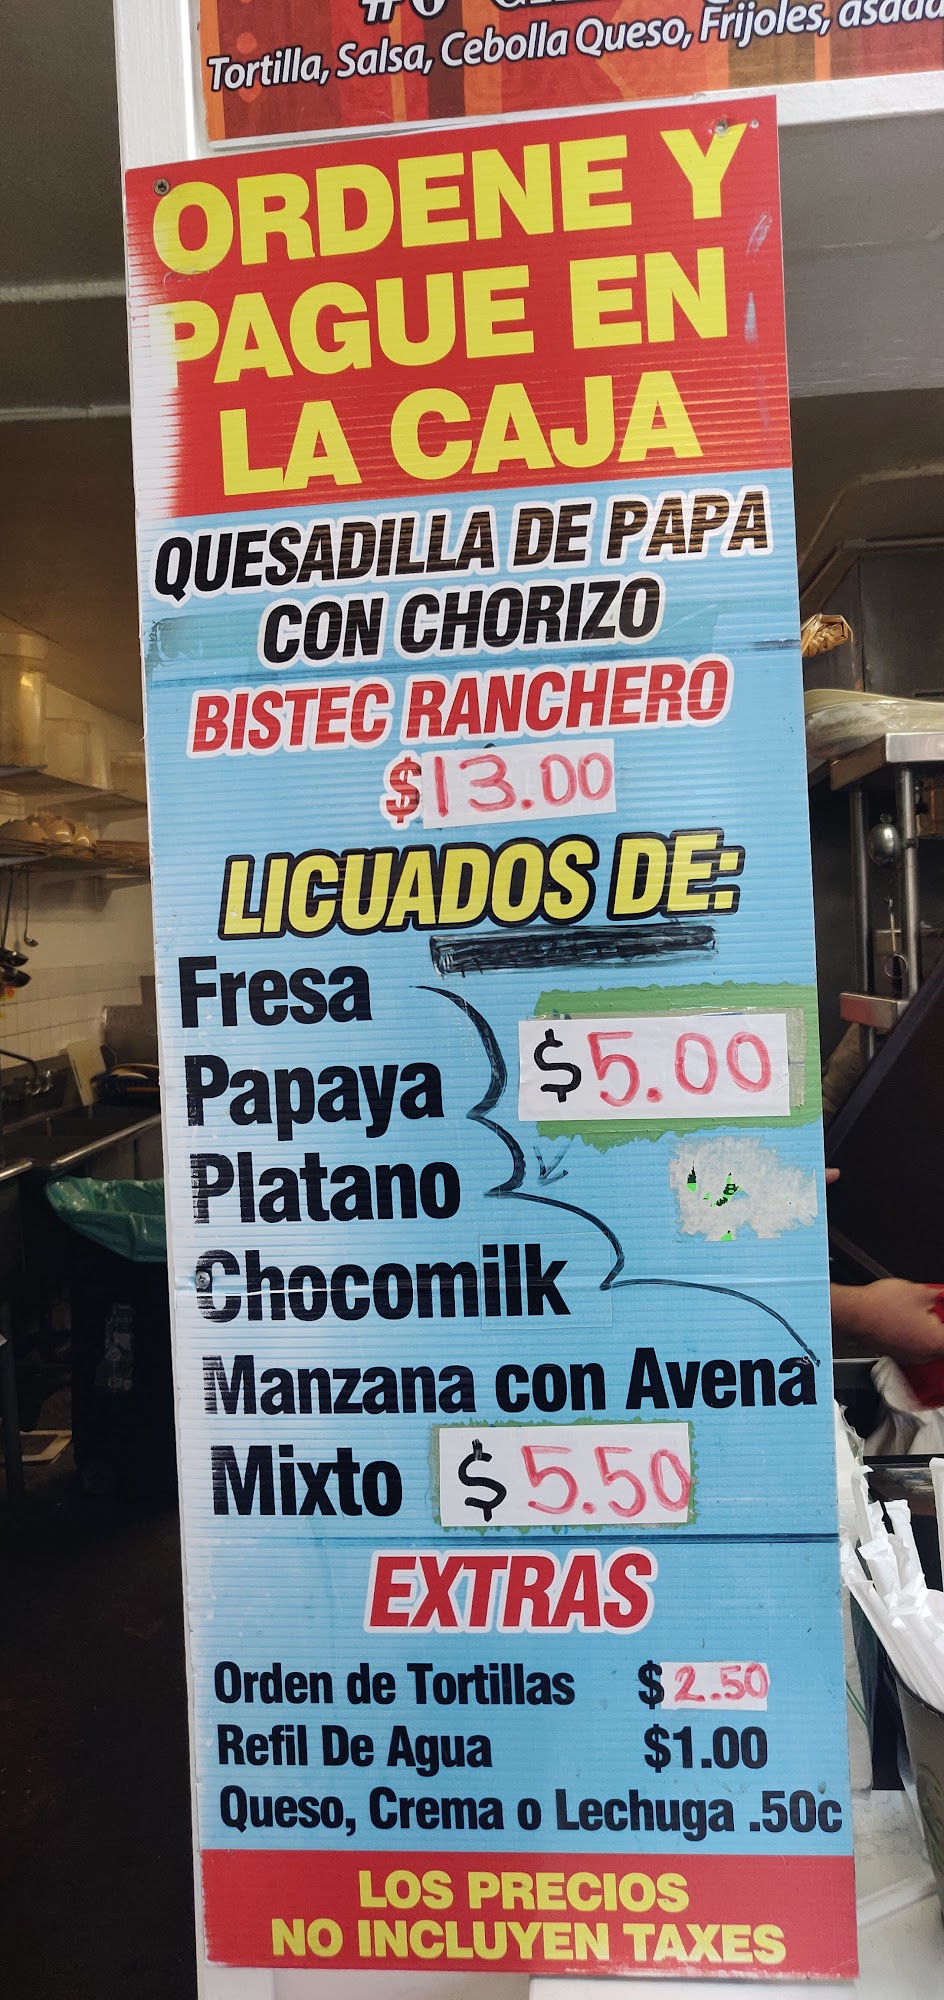 Tortilla, Salsa, Cebolla Queso, Frijoles, asada
ORDENE Y
PAGUE EN
LA CAJA
QUESADILLA DE PAPA
CON CHORIZO
BISTEC RANCHERO
$13.00
LICUADOS DE:
Fresa
$5.00
Papaya
Platano
Chocomilk
Manzana con Avena
Mixto $5.50
EXTRAS
Orden de Tortillas $2.50
Refil De Agua $1.00
Queso, Crema o Lechuga .50c
LOS PRECIOS
NO INCLUYEN TAXES